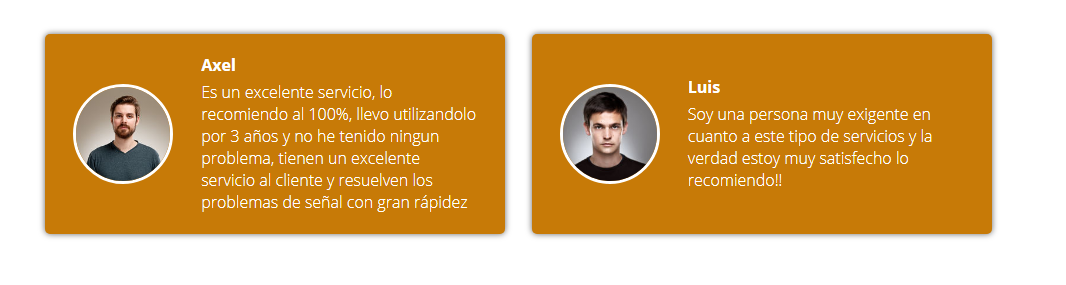 Axel
Es un excelente servicio, lo
recomiendo al 100%, llevo utilizandolo
por 3 años y no he tenido ningun
problema, tienen un excelente
servicio al cliente y resuelven los
problemas de señal con gran rápidez
Luis
Soy una persona muy exigente en
cuanto a este tipo de servicios y la
verdad estoy muy satisfecho lo
recomiendo!!